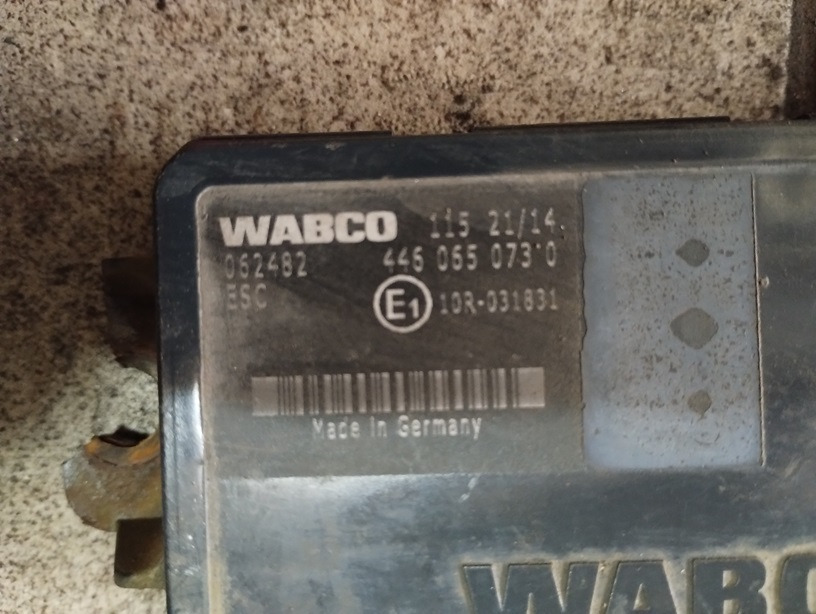 WABCO 115 21/14
062482 446 065 073 0
ESC E1 10R-031831
Made in Germany
WABC